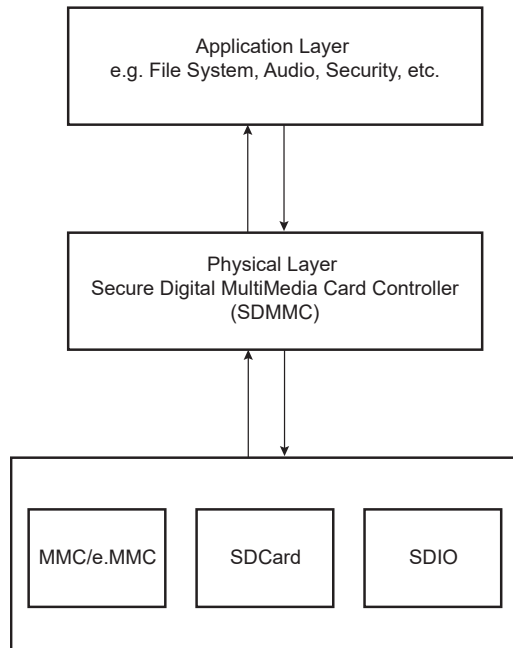 Application Layer
e.g. File System, Audio, Security, etc.
Physical Layer
Secure Digital MultiMedia Card Controller
(SDMMC)
MMC/e.MMC
SDCard
SDIO